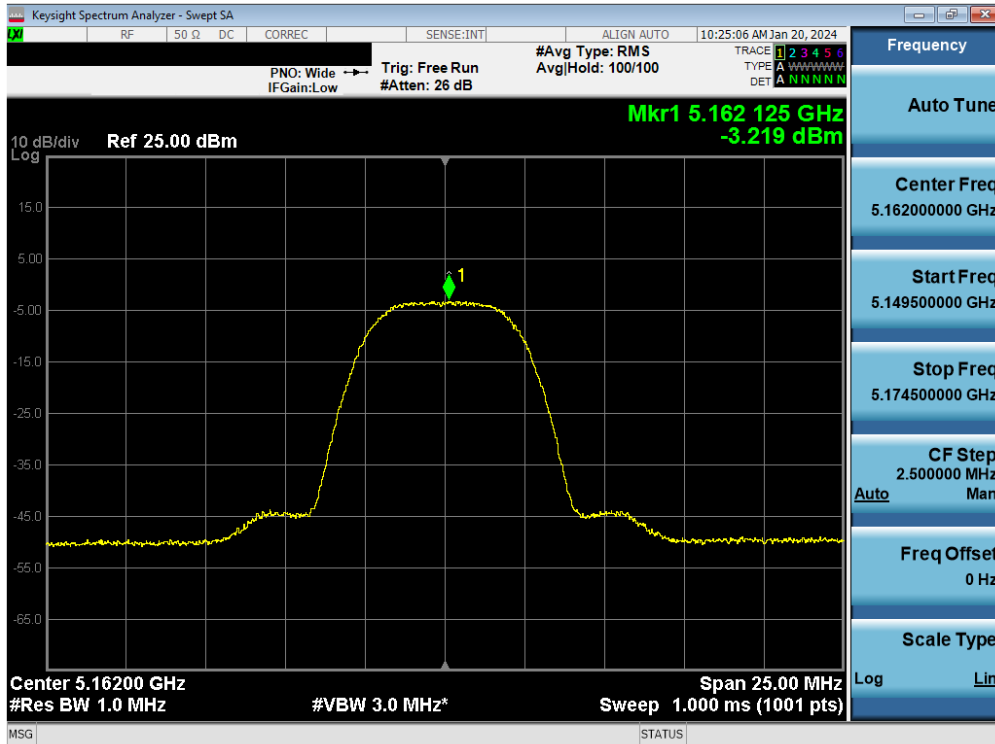 Keysight Spectrum Analyzer - Swept SA
LXI RF 50 Ω DC CORREC SENSE:INT ALIGN AUTO 10:25:06 AM Jan 20, 2024
PNO: Wide Trig: Free Run #Avg Type: RMS TRACE 1 2 3 4 5 6
IFGain:Low #Atten: 26 dB Avg|Hold: 100/100 TYPE A WWWWW
DET A N N N N N
Mkr1 5.162 125 GHz
-3.219 dBm
10 dB/div Ref 25.00 dBm
Log
15.0
5.00
1
-5.00
-15.0
-25.0
-35.0
-45.0
-55.0
-65.0
Center 5.16200 GHz Span 25.00 MHz
#Res BW 1.0 MHz #VBW 3.0 MHz* Sweep 1.000 ms (1001 pts)
MSG STATUS
Frequency
Auto Tune
Center Freq
5.162000000 GHz
Start Freq
5.149500000 GHz
Stop Freq
5.174500000 GHz
CF Step
2.500000 MHz
Auto Man
Freq Offset
0 Hz
Scale Type
Log Lin